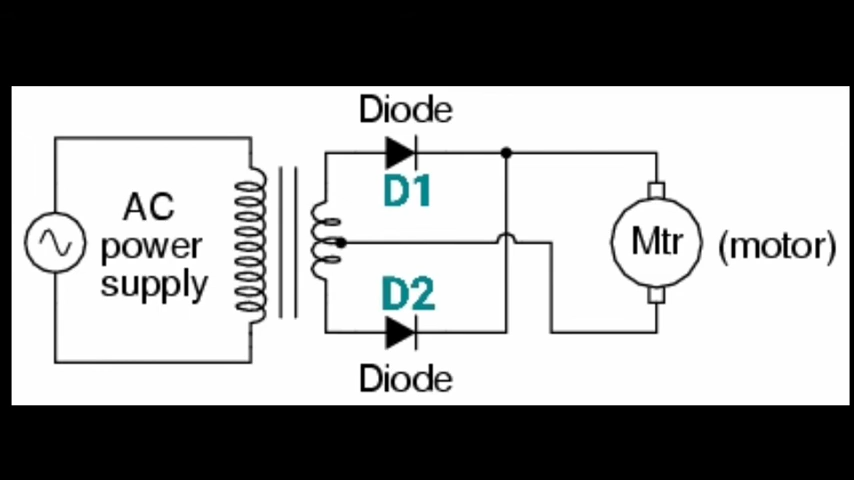 Diode
D1
AC
power
supply
Mtr
(motor)
D2
Diode